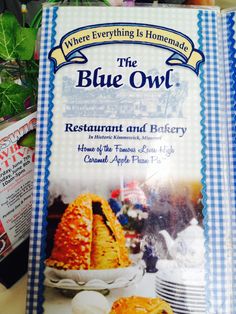 Where Everything Is Homemade
The
Blue Owl
Restaurant and Bakery
In Historic Kimmswick, Missouri
Home of the Famous Levee High
Caramel Apple Pecan Pie